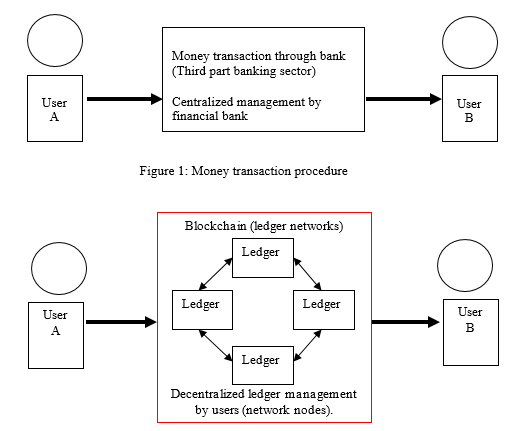 Money transaction through bank
(Third part banking sector)
Centralized management by
financial bank
User
A
User
B
Figure 1: Money transaction procedure
Blockchain (ledger networks)
Ledger
Ledger
Ledger
Ledger
Decentralized ledger management
by users (network nodes).
User
A
User
B